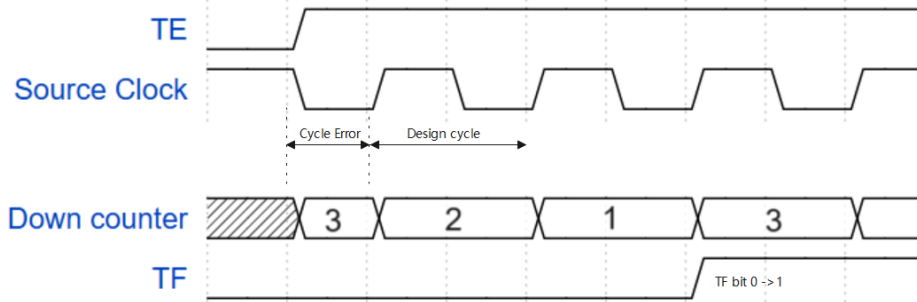 TE
Source Clock
Cycle Error
Design cycle
Down counter
3
2
1
3
TF
TF bit 0 -> 1